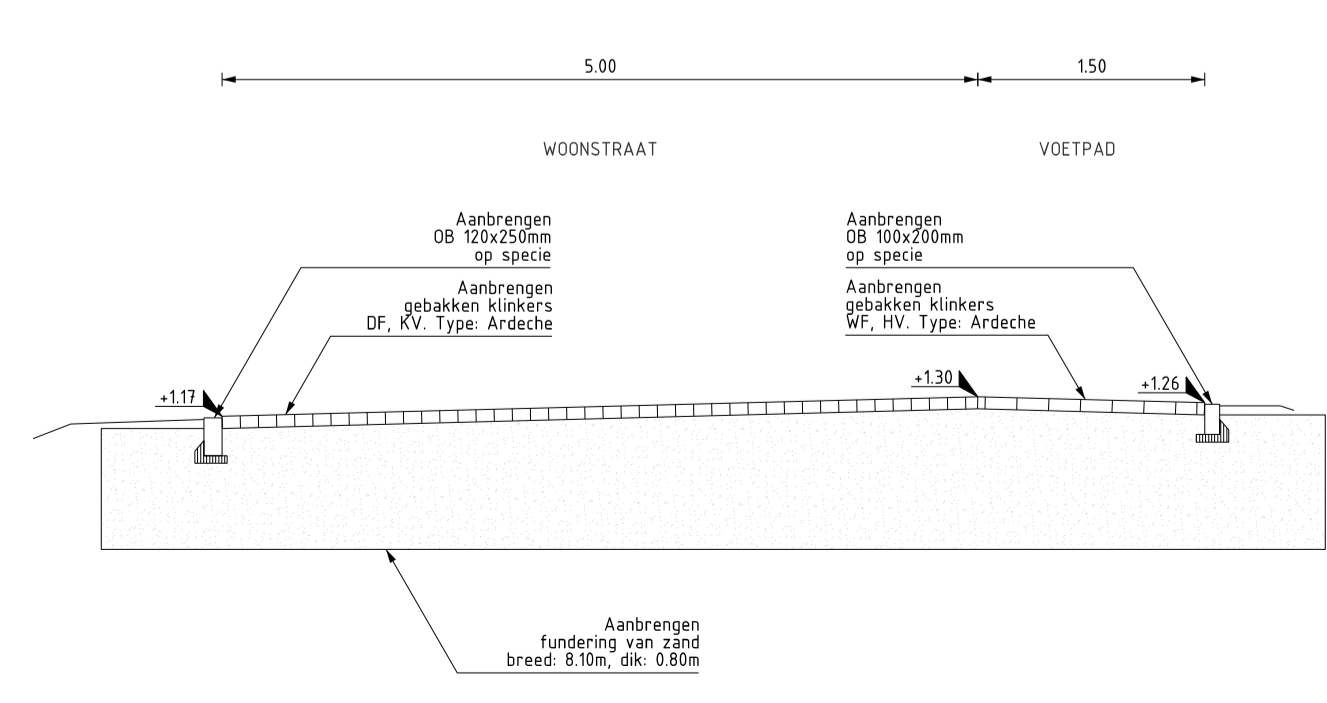 5.00
1.50
WOONSTRAAT
VOETPAD
Aanbrengen
OB 120x250mm
op specie
Aanbrengen
gebakken klinkers
DF, KV. Type: Ardeche
Aanbrengen
OB 100x200mm
op specie
Aanbrengen
gebakken klinkers
WF, HV. Type: Ardeche
+1.17
+1.30
+1.26
Aanbrengen
fundering van zand
breed: 8.10m, dik: 0.80m